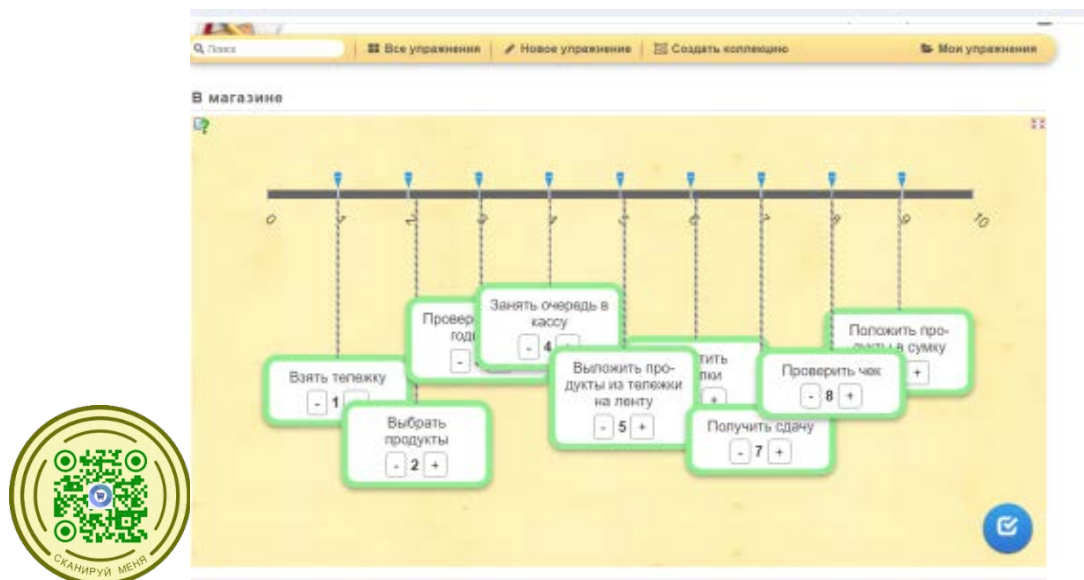 Поиск
Все упражнения
Новое упражнение
Создать коллекцию
Мои упражнения
В магазине
0 1 2 3 4 5 6 7 8 9 10
Взять тележку
- 1
Выбрать
продукты
- 2 +
-
Занять очередь в
кассу
- 4 +
Выложить про-
дукты из тележки
на ленту
- 5 +
+
Получить сдачу
- 7 +
Проверить чек
- 8 +
Положить про-
дукты в сумку
+
СКАНИРУЙ МЕНЯ